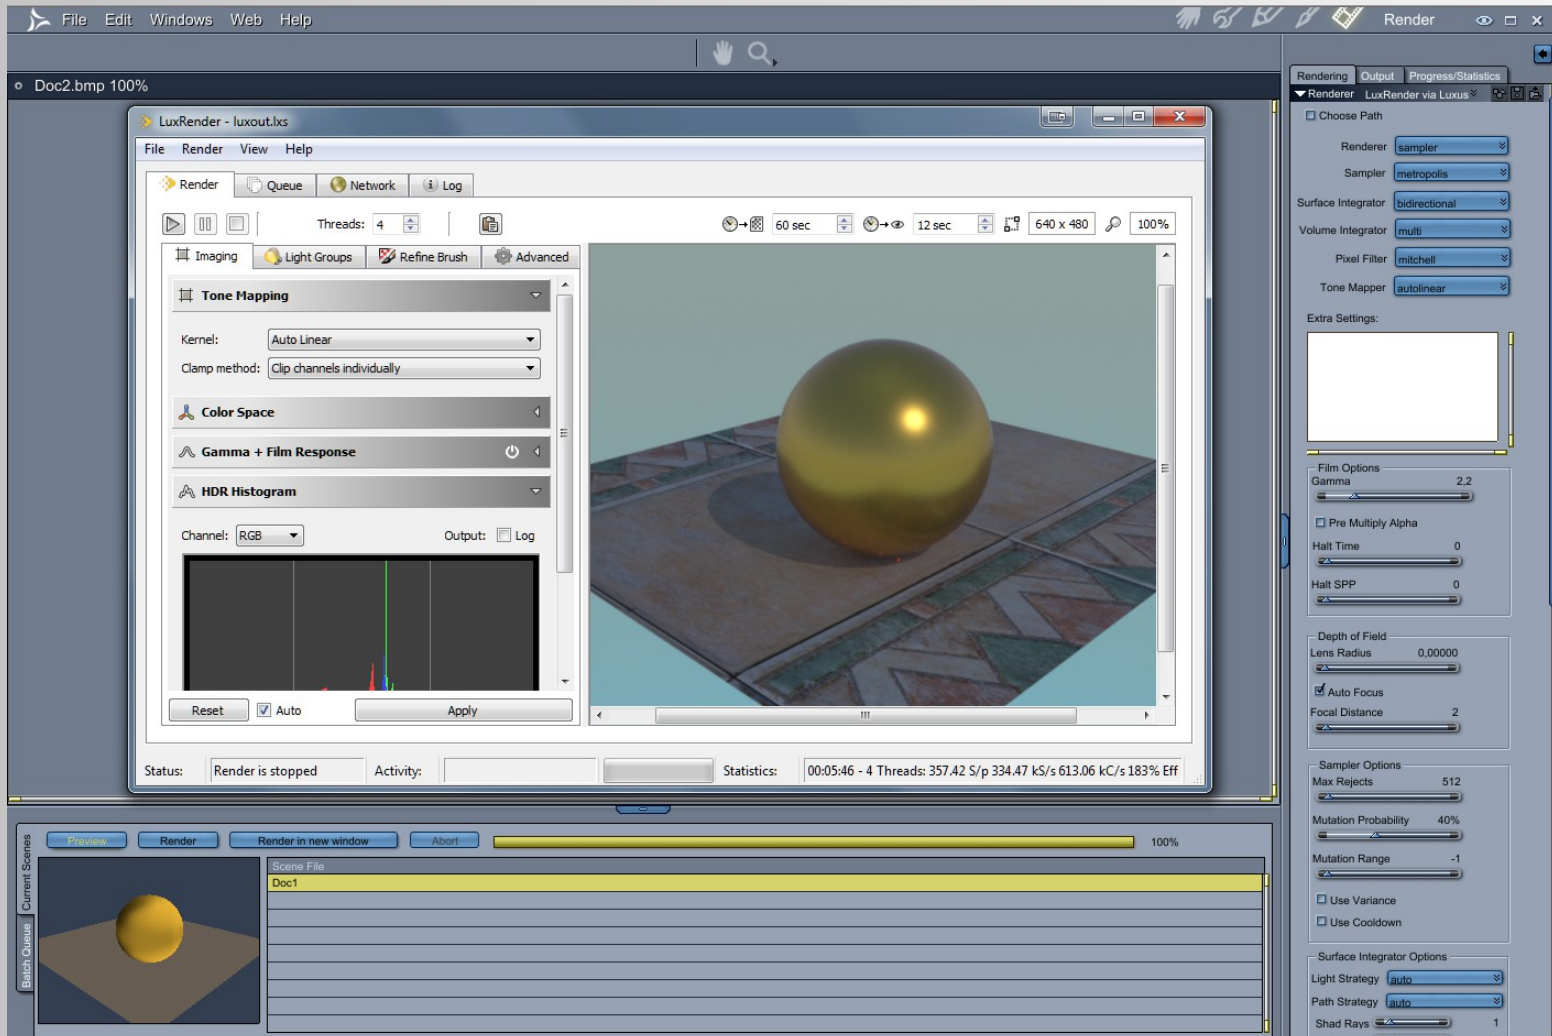 File Edit Windows Web Help
Render
Doc2.bmp 100%
LuxRender - luxout.lxs
File Render View Help
Render Queue Network Log
Threads: 4
60 sec 12 sec 640 x 480 100%
Imaging Light Groups Refine Brush Advanced
Tone Mapping
Kernel: Auto Linear
Clamp method: Clip channels individually
Color Space
Gamma + Film Response
HDR Histogram
Channel: RGB Output: Log
Reset Auto Apply
Status: Render is stopped Activity: Statistics: 00:05:46 - 4 Threads: 357.42 S/p 334.47 kS/s 613.06 kC/s 183% Eff
Current Scenes
Batch Queue
Preview Render Render in new window Abort 100%
Scene File
Doc1
Rendering Output Progress/Statistics
Renderer LuxRender via Luxus
Choose Path
Renderer sampler
Sampler metropolis
Surface Integrator bidirectional
Volume Integrator multi
Pixel Filter mitchell
Tone Mapper autolinear
Extra Settings:
Film Options
Gamma 2,2
Pre Multiply Alpha
Halt Time 0
Halt SPP 0
Depth of Field
Lens Radius 0,00000
Auto Focus
Focal Distance 2
Sampler Options
Max Rejects 512
Mutation Probability 40%
Mutation Range -1
Use Variance
Use Cooldown
Surface Integrator Options
Light Strategy auto
Path Strategy auto
Shad Rays 1